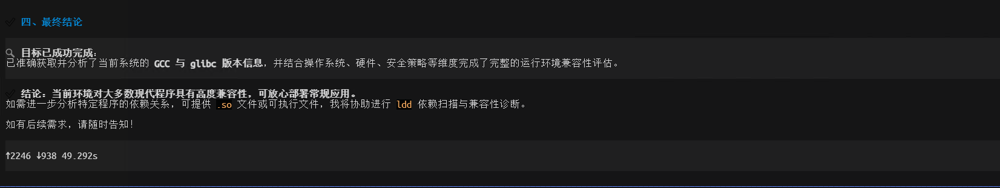 四、最终结论
目标已成功完成：
已准确获取并分析了当前系统的 GCC 与 glibc 版本信息，并结合操作系统、硬件、安全策略等维度完成了完整的运行环境兼容性评估。
结论：当前环境对大多数现代程序具有高度兼容性，可放心部署常规应用。
如需进一步分析特定程序的依赖关系，可提供 .so 文件或可执行文件，我将协助进行 ldd 依赖扫描与兼容性诊断。
如有后续需求，请随时告知！
↑2246 ↓938 49.292s